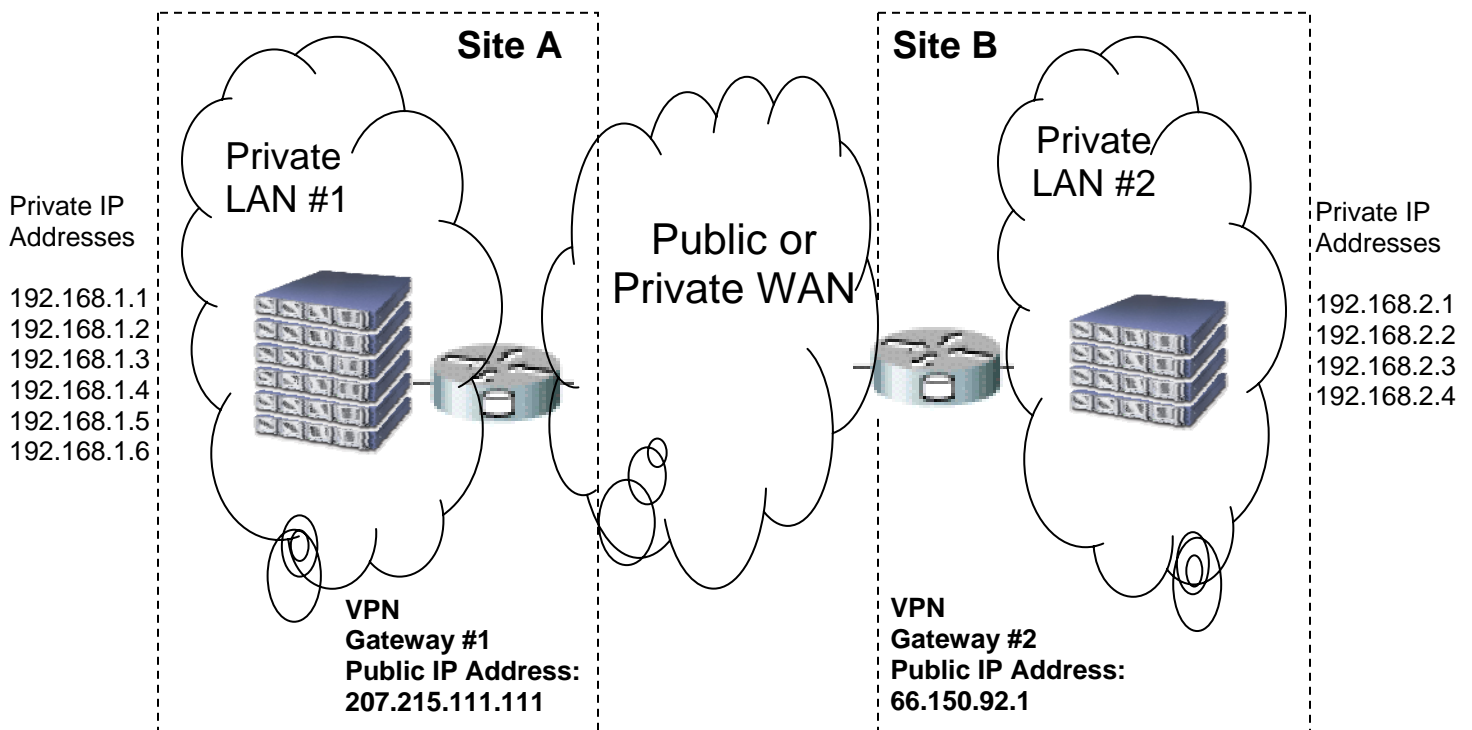 Site A
Site B
Private
LAN #1
Private
LAN #2
Private IP
Addresses
192.168.1.1
192.168.1.2
192.168.1.3
192.168.1.4
192.168.1.5
192.168.1.6
Public or
Private WAN
Private IP
Addresses
192.168.2.1
192.168.2.2
192.168.2.3
192.168.2.4
VPN
Gateway #1
Public IP Address:
207.215.111.111
VPN
Gateway #2
Public IP Address:
66.150.92.1